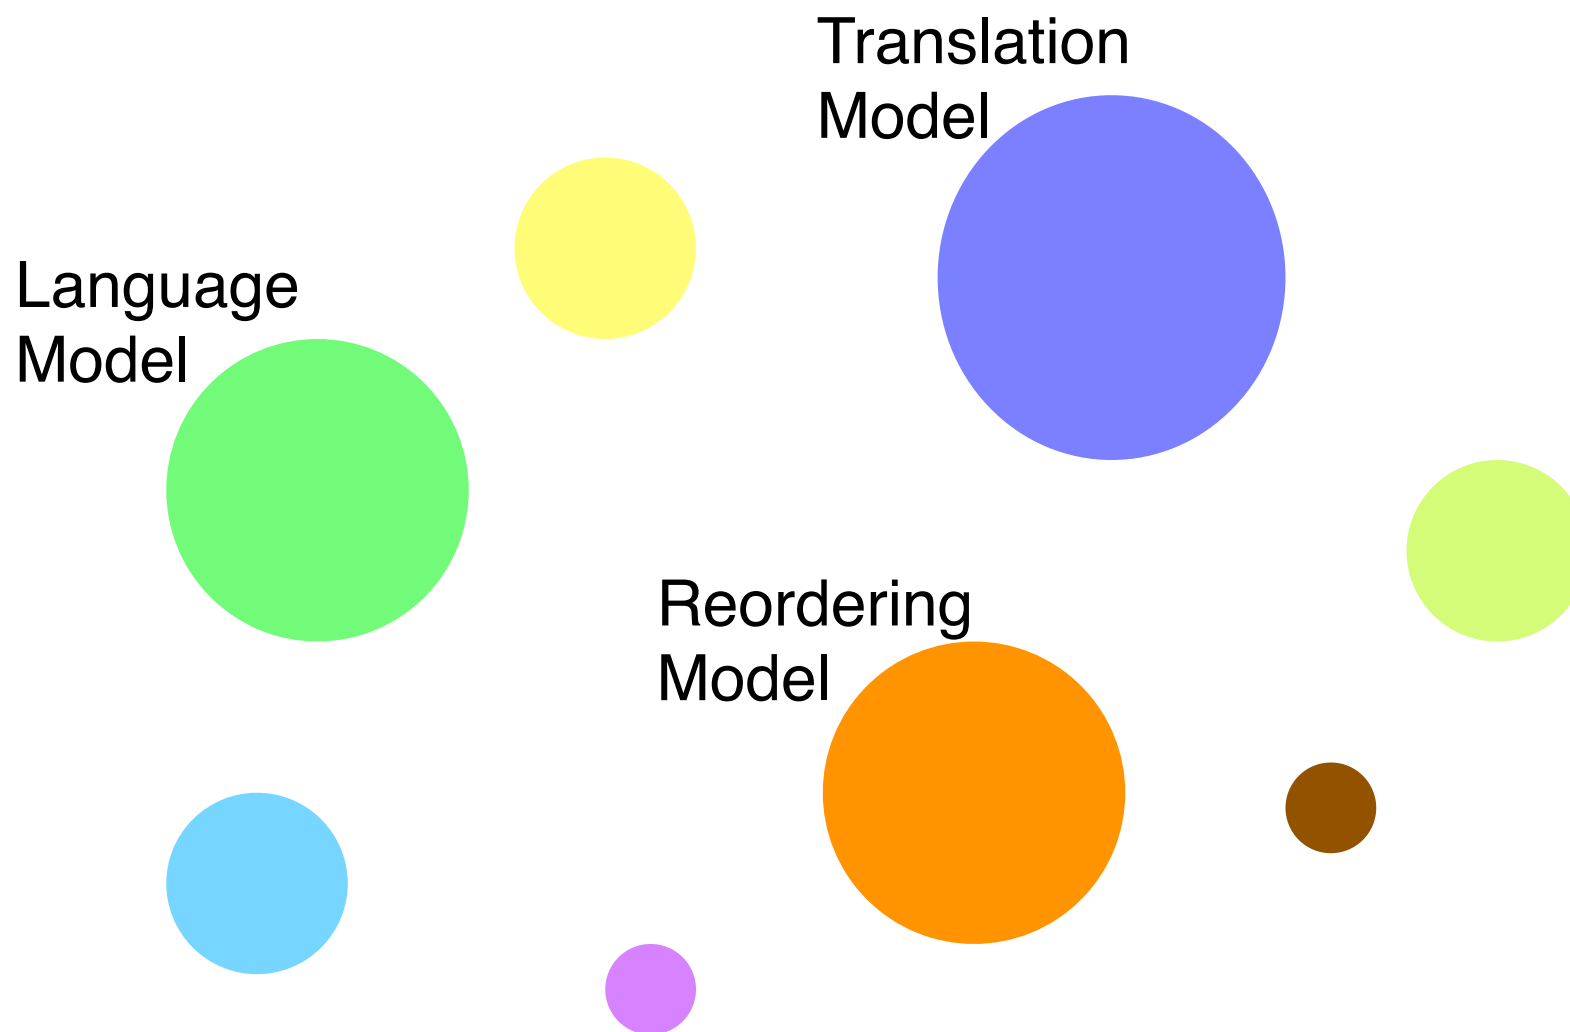 Translation
Model
Language
Model
Reordering
Model